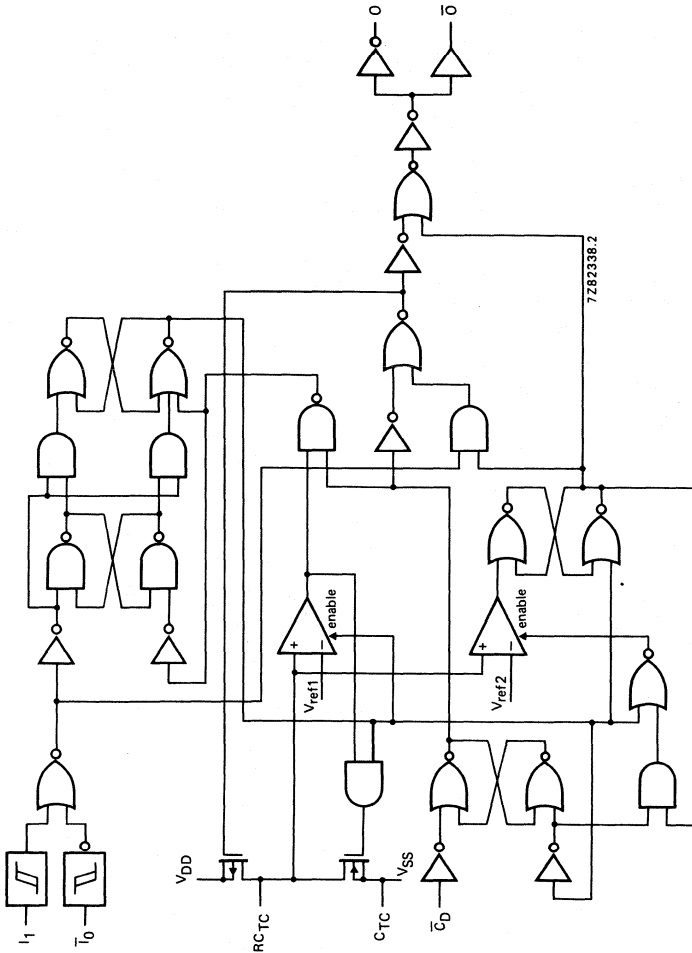 O
Ō
7Z82338.2
enable
+
−
Vref1
enable
+
−
Vref2
VDD
VSS
RCTC
CTC
C̄D
I1
Ī0